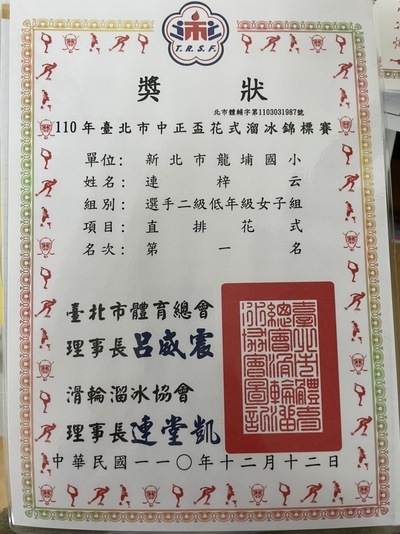 T.R.S.F.
獎狀
北市體輔字第1103031987號
110年臺北市中正盃花式溜冰錦標賽
單位：新北市龍埔國小
姓名：連梓云
組別：選手二級低年級女子組
項目：直排花式
名次：第一名
臺北市體育總會
理事長呂威震
滑輪溜冰協會
理事長連堂凱
中華民國一一〇年十二月十二日